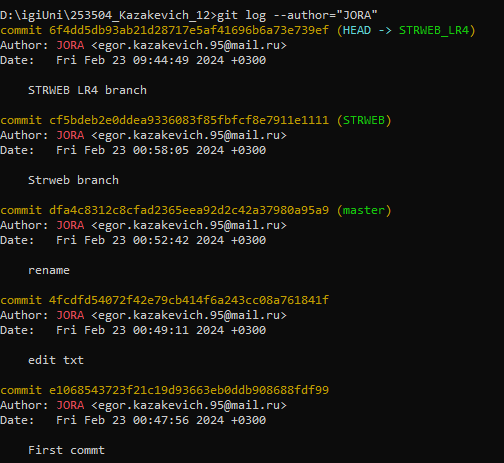 D:\igiUni\253504_Kazakevich_12>git log --author="JORA"
commit 6f4dd5db93ab21d28717e5af41696b6a73e739ef (HEAD -> STRWEB_LR4)
Author: JORA <egor.kazakevich.95@mail.ru>
Date:   Fri Feb 23 09:44:49 2024 +0300
STRWEB LR4 branch
commit cf5bdeb2e0ddea9336083f85fbfcf8e7911e1111 (STRWEB)
Author: JORA <egor.kazakevich.95@mail.ru>
Date:   Fri Feb 23 00:58:05 2024 +0300
Strweb branch
commit dfa4c8312c8cfad2365eea92d2c42a37980a95a9 (master)
Author: JORA <egor.kazakevich.95@mail.ru>
Date:   Fri Feb 23 00:52:42 2024 +0300
rename
commit 4fcdfd54072f42e79cb414f6a243cc08a761841f
Author: JORA <egor.kazakevich.95@mail.ru>
Date:   Fri Feb 23 00:49:11 2024 +0300
edit txt
commit e1068543723f21c19d93663eb0ddb908688fdf99
Author: JORA <egor.kazakevich.95@mail.ru>
Date:   Fri Feb 23 00:47:56 2024 +0300
First commt